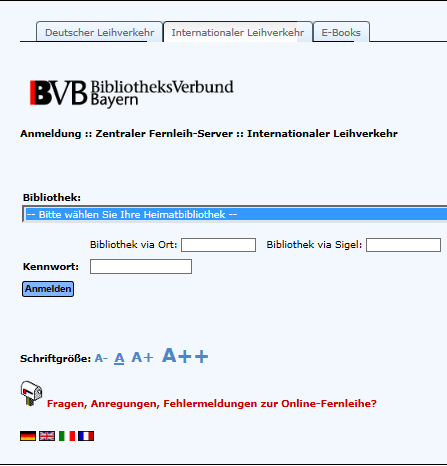 Deutscher Leihverkehr Internationaler Leihverkehr E-Books
BVB BibliotheksVerbund
Bayern
Anmeldung :: Zentraler Fernleih-Server :: Internationaler Leihverkehr
Bibliothek:
-- Bitte wählen Sie Ihre Heimatbibliothek --
Bibliothek via Ort: Bibliothek via Sigel:
Kennwort:
Anmelden
Schriftgröße: A- A A+ A++
Fragen, Anregungen, Fehlermeldungen zur Online-Fernleihe?